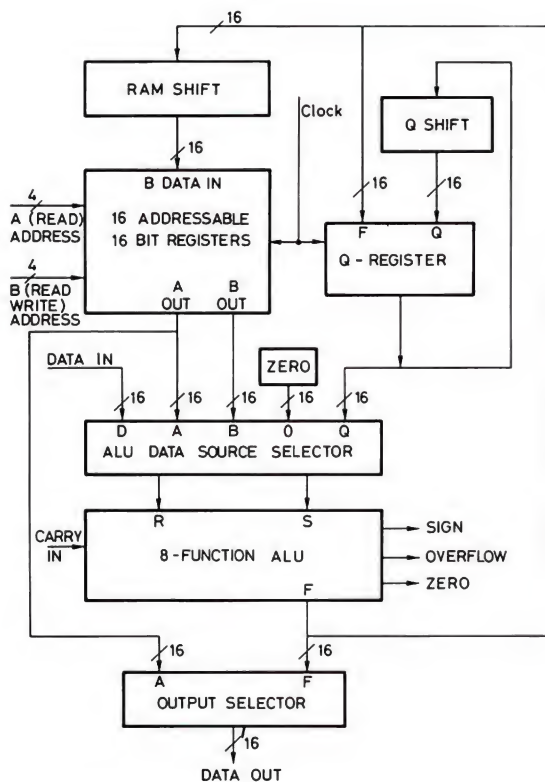 16
RAM SHIFT
Clock
Q SHIFT
16
16
16
B DATA IN
4
A (READ)
ADDRESS
16 ADDRESSABLE
16 BIT REGISTERS
F Q
Q - REGISTER
4
B (READ
WRITE)
ADDRESS
A B
OUT OUT
DATA IN
ZERO
16
16
16
16
16
D A B O Q
ALU DATA SOURCE SELECTOR
R S
CARRY
IN
8 - FUNCTION ALU
SIGN
OVERFLOW
ZERO
F
16
16
A F
OUTPUT SELECTOR
16
DATA OUT